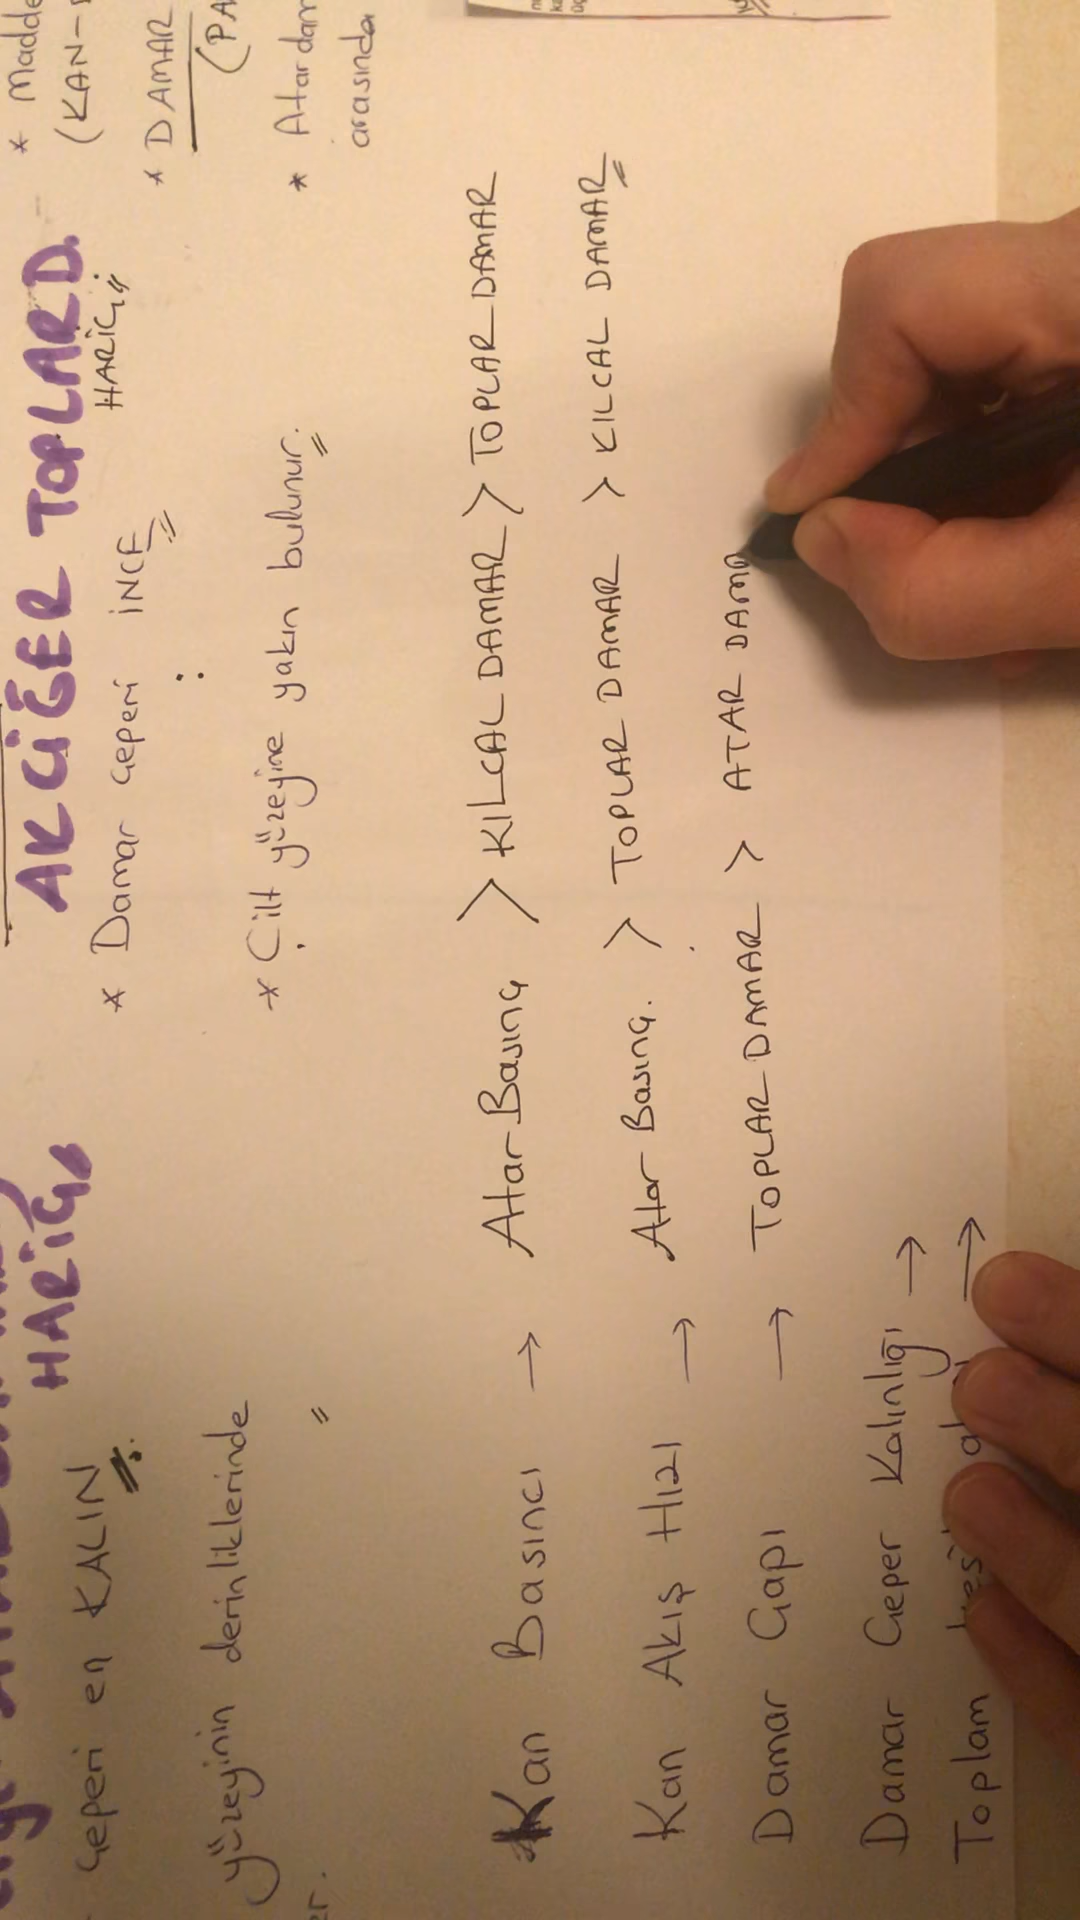 HARİÇ
Çeperi en KALIN
yüzeyinin derinliklerinde
AKCİĞER TOPLARD.
HARİCİ
* Damar Çeperi İNCE
* Cilt yüzeyine yakın bulunur.
* Madde
(KAN-
* DAMAR
(PA
* Atardam
arasında
Kan Basıncı → Atar Basınç > KILCAL DAMAR > TOPLAR DAMAR
Kan Akış Hızı → Atar Basınç. > TOPLAR DAMAR > KILCAL DAMAR
Damar Çapı → TOPLAR DAMAR > ATAR DAMA
Damar Çeper Kalınlığı →
Toplam →